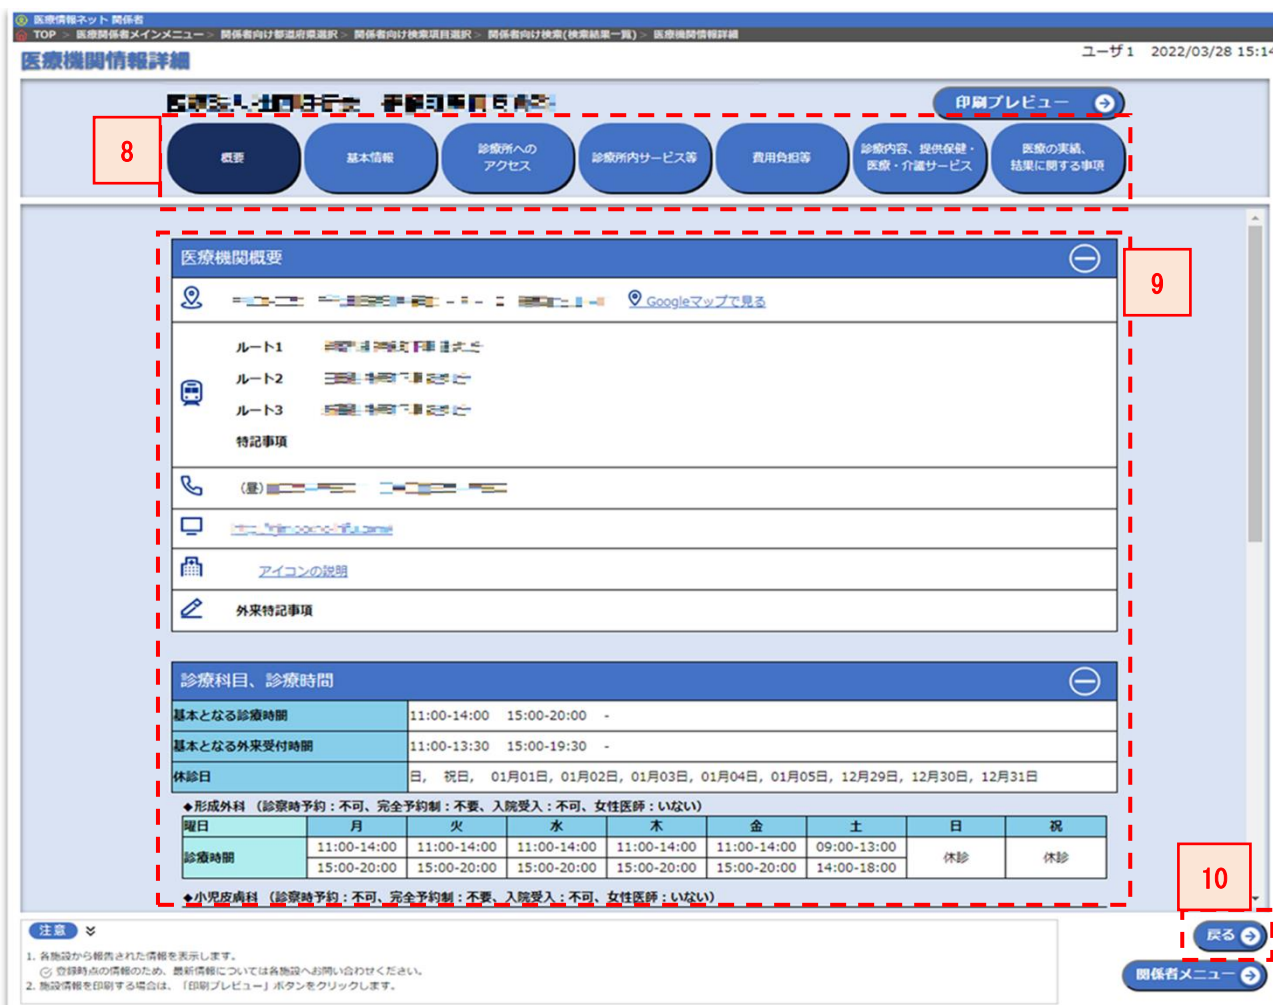 医療情報ネット 関係者
TOP > 医療関係者メインメニュー > 関係者向け都道府県選択 > 関係者向け検索項目選択 > 関係者向け検索(検索結果一覧) > 医療機関情報詳細
医療機関情報詳細
ユーザ1 2022/03/28 15:14
印刷プレビュー
8
概要
基本情報
診療所への
アクセス
診療所内サービス等
費用負担等
診療内容、提供保健・
医療・介護サービス
医療の実績、
結果に関する事項
医療機関概要
9
Googleマップで見る
ルート1
ルート2
ルート3
特記事項
(昼)
アイコンの説明
外来特記事項
診療科目、診療時間
基本となる診療時間 11:00-14:00 15:00-20:00 -
基本となる外来受付時間 11:00-13:30 15:00-19:30 -
休診日 日, 祝日, 01月01日, 01月02日, 01月03日, 01月04日, 01月05日, 12月29日, 12月30日, 12月31日
◆形成外科 (診察時予約:不可、完全予約制:不要、入院受入:不可、女性医師:いない)
曜日 月 火 水 木 金 土 日 祝
診療時間 11:00-14:00 11:00-14:00 11:00-14:00 11:00-14:00 11:00-14:00 09:00-13:00 休診 休診
15:00-20:00 15:00-20:00 15:00-20:00 15:00-20:00 15:00-20:00 14:00-18:00
◆小児皮膚科 (診察時予約:不可、完全予約制:不要、入院受入:不可、女性医師:いない)
10
注意
戻る
1. 各施設から報告された情報を表示します。
登録時点の情報のため、最新情報については各施設へお問い合わせください。
2. 施設情報を印刷する場合は、「印刷プレビュー」ボタンをクリックします。
関係者メニュー